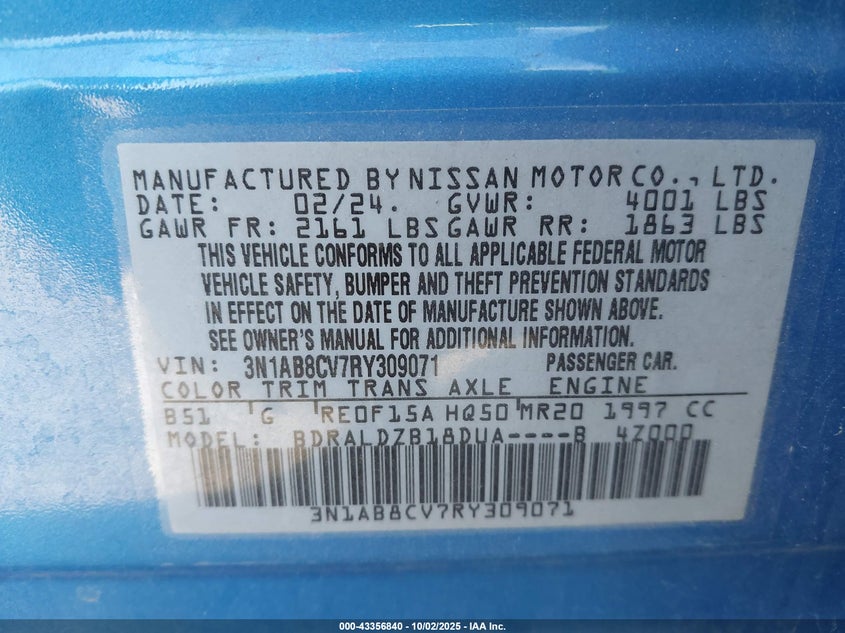 MANUFACTURED BY NISSAN MOTOR CO., LTD.
DATE: 02/24. GVWR: 4001 LBS
GAWR FR: 2161 LBS GAWR RR: 1863 LBS
THIS VEHICLE CONFORMS TO ALL APPLICABLE FEDERAL MOTOR
VEHICLE SAFETY, BUMPER AND THEFT PREVENTION STANDARDS
IN EFFECT ON THE DATE OF MANUFACTURE SHOWN ABOVE.
SEE OWNER'S MANUAL FOR ADDITIONAL INFORMATION.
VIN: 3N1AB8CV7RY309071 PASSENGER CAR.
COLOR TRIM TRANS AXLE ENGINE
B51 G RE0F15A HQ50 MR20 1997 CC
MODEL: BDRALDZB18DUA----B 4Z000
3N1AB8CV7RY309071
000-43356840 - 10/02/2025 - IAA Inc.